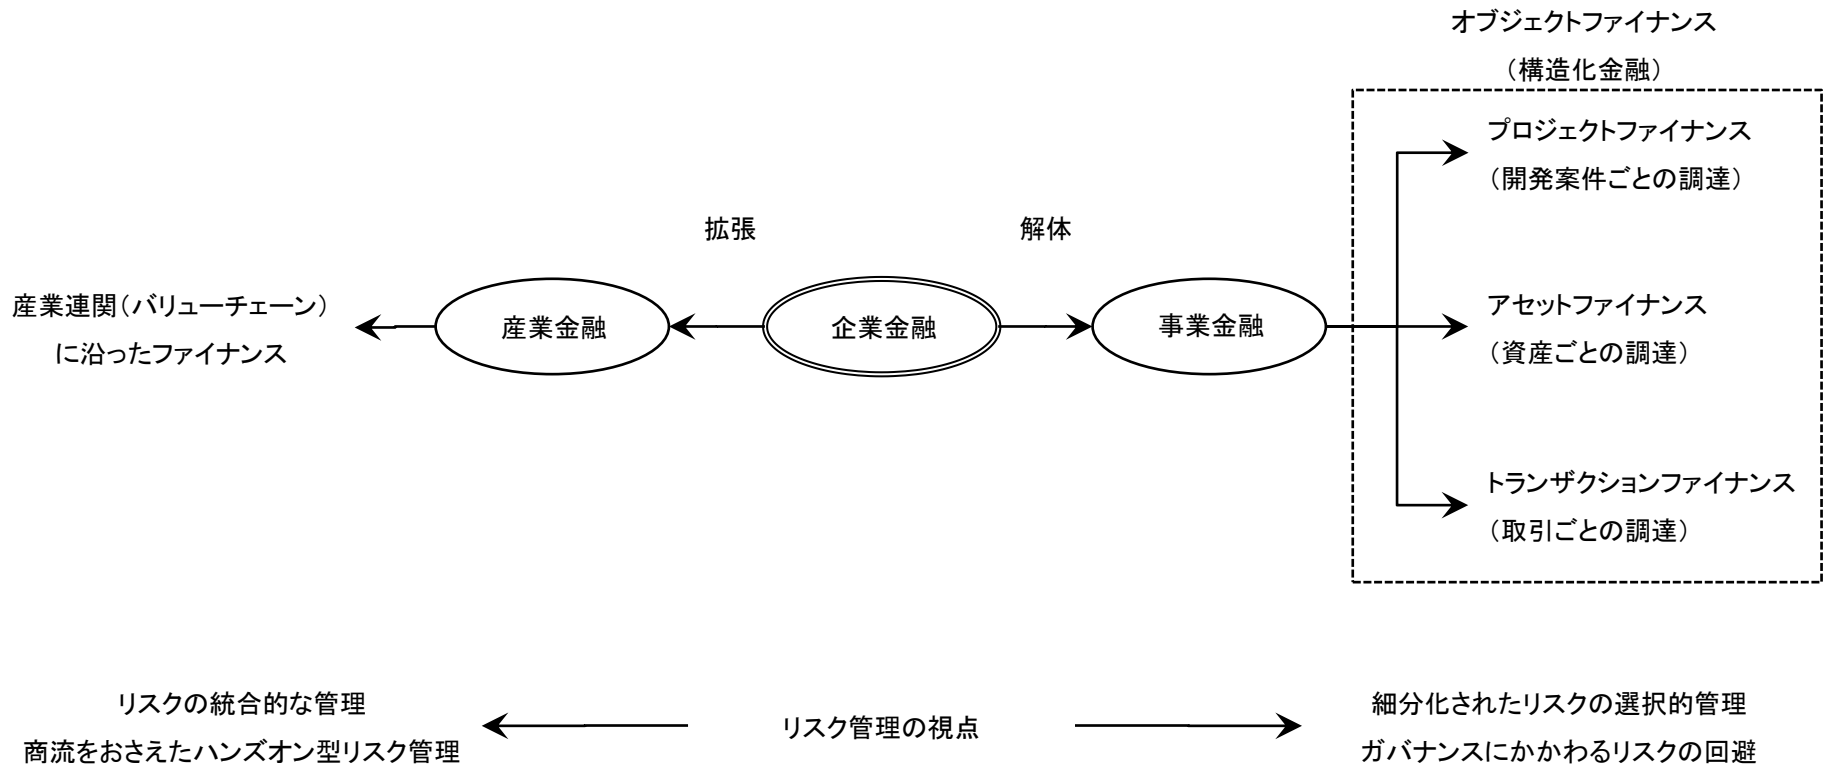 オブジェクトファイナンス
（構造化金融）
プロジェクトファイナンス
（開発案件ごとの調達）
拡張
解体
産業連関（バリューチェーン）
に沿ったファイナンス
産業金融
企業金融
事業金融
アセットファイナンス
（資産ごとの調達）
トランザクションファイナンス
（取引ごとの調達）
リスクの統合的な管理
商流をおさえたハンズオン型リスク管理
リスク管理の視点
細分化されたリスクの選択的管理
ガバナンスにかかわるリスクの回避